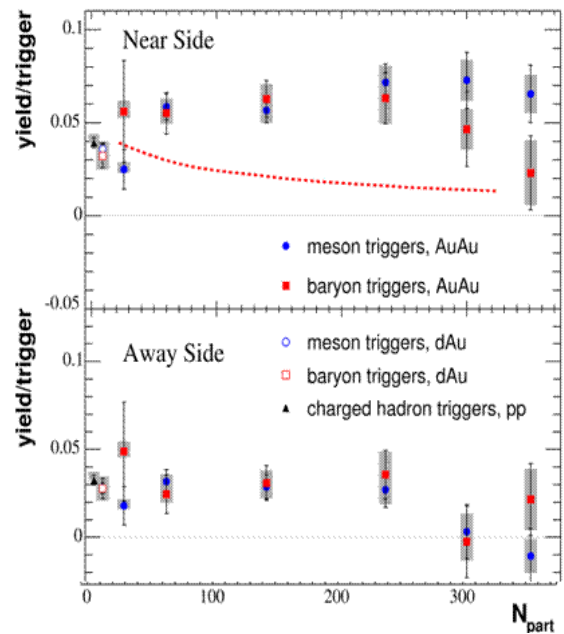 0.1
Near Side
yield/trigger
0.05
0
meson triggers, AuAu
baryon triggers, AuAu
-0.05
meson triggers, dAu
Away Side
0.1
baryon triggers, dAu
yield/trigger
charged hadron triggers, pp
0.05
0
0 100 200 300
Npart